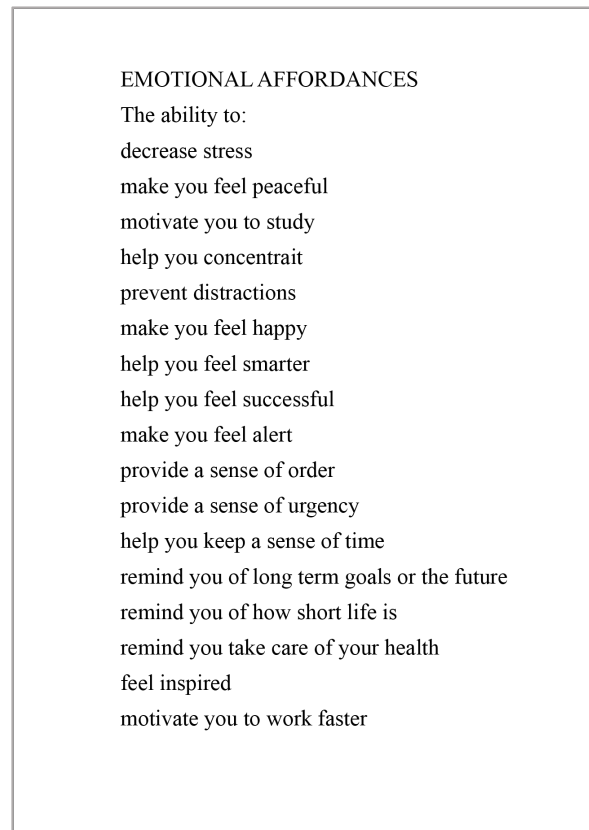 EMOTIONAL AFFORDANCES
The ability to:
decrease stress
make you feel peaceful
motivate you to study
help you concentrait
prevent distractions
make you feel happy
help you feel smarter
help you feel successful
make you feel alert
provide a sense of order
provide a sense of urgency
help you keep a sense of time
remind you of long term goals or the future
remind you of how short life is
remind you take care of your health
feel inspired
motivate you to work faster